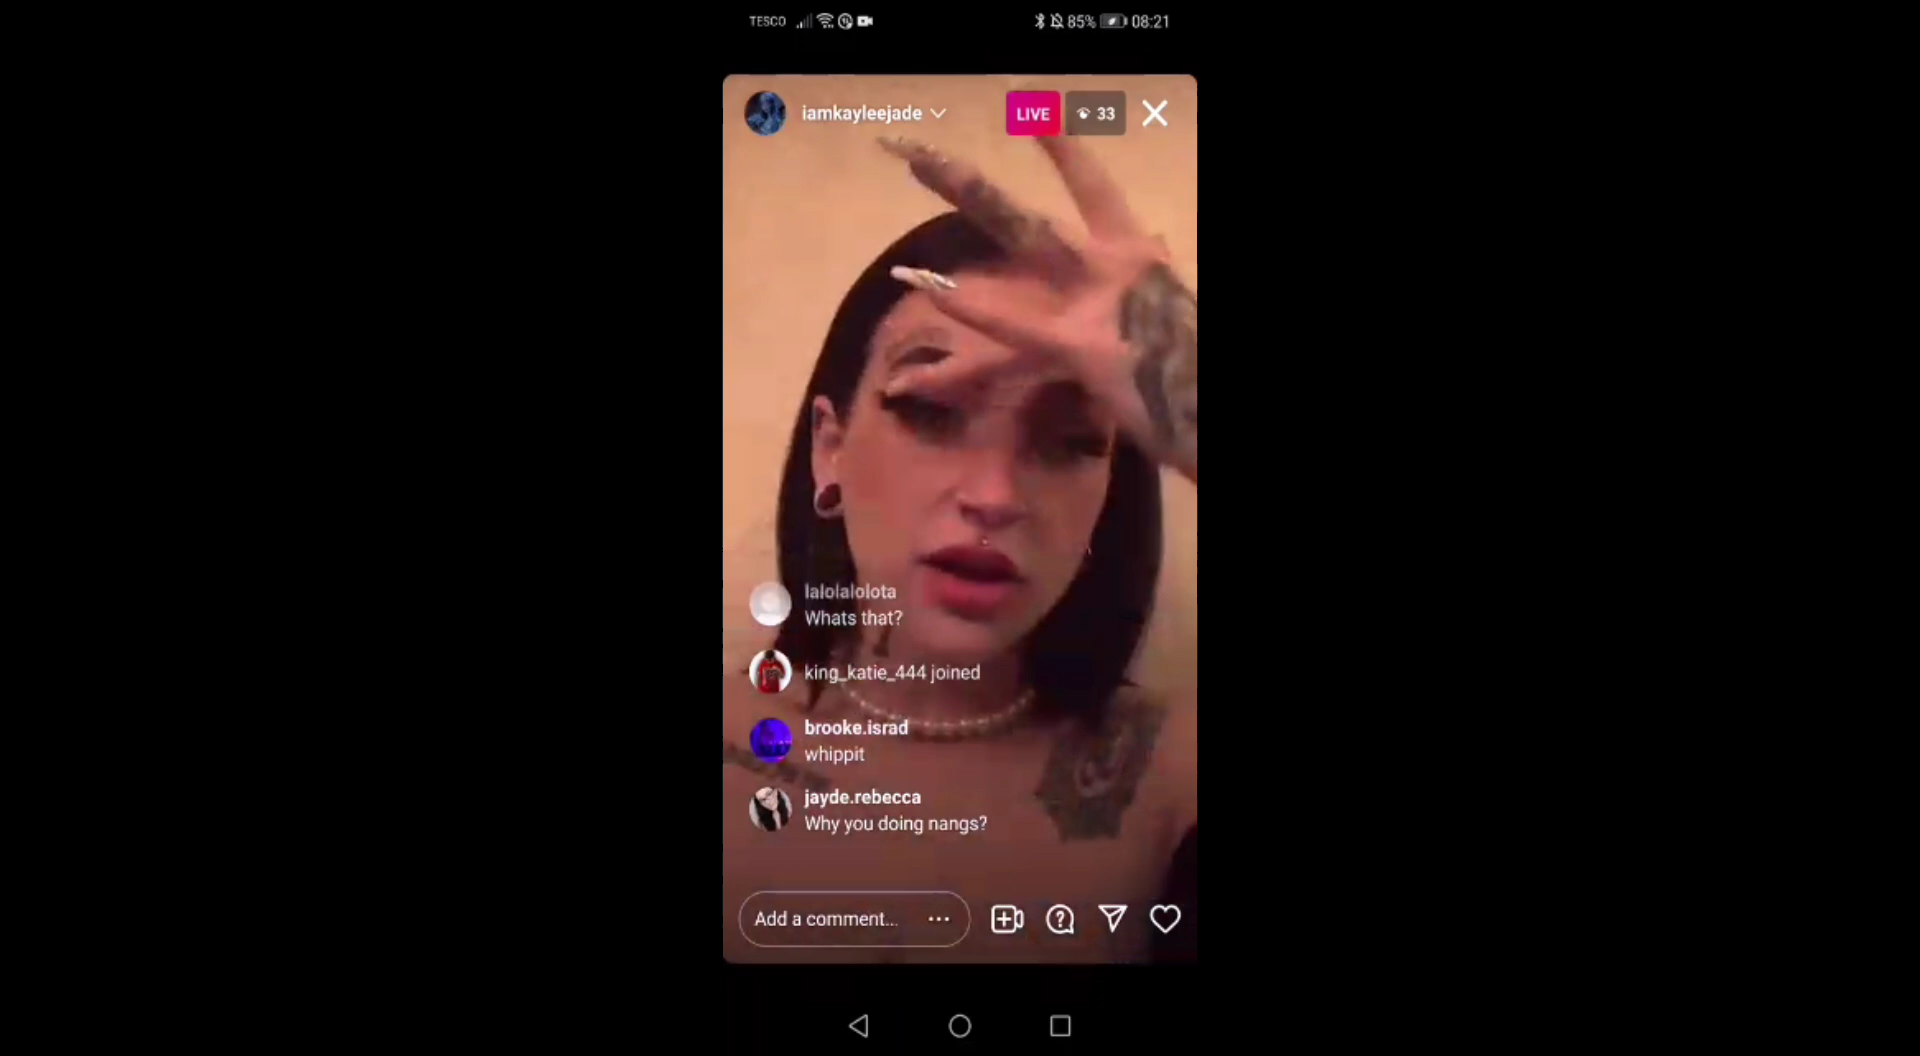 TESCO
85% 08:21
iamkayleejade
LIVE
33
lalolalolota
Whats that?
king_katie_444 joined
brooke.israd
whippit
jayde.rebecca
Why you doing nangs?
Add a comment...